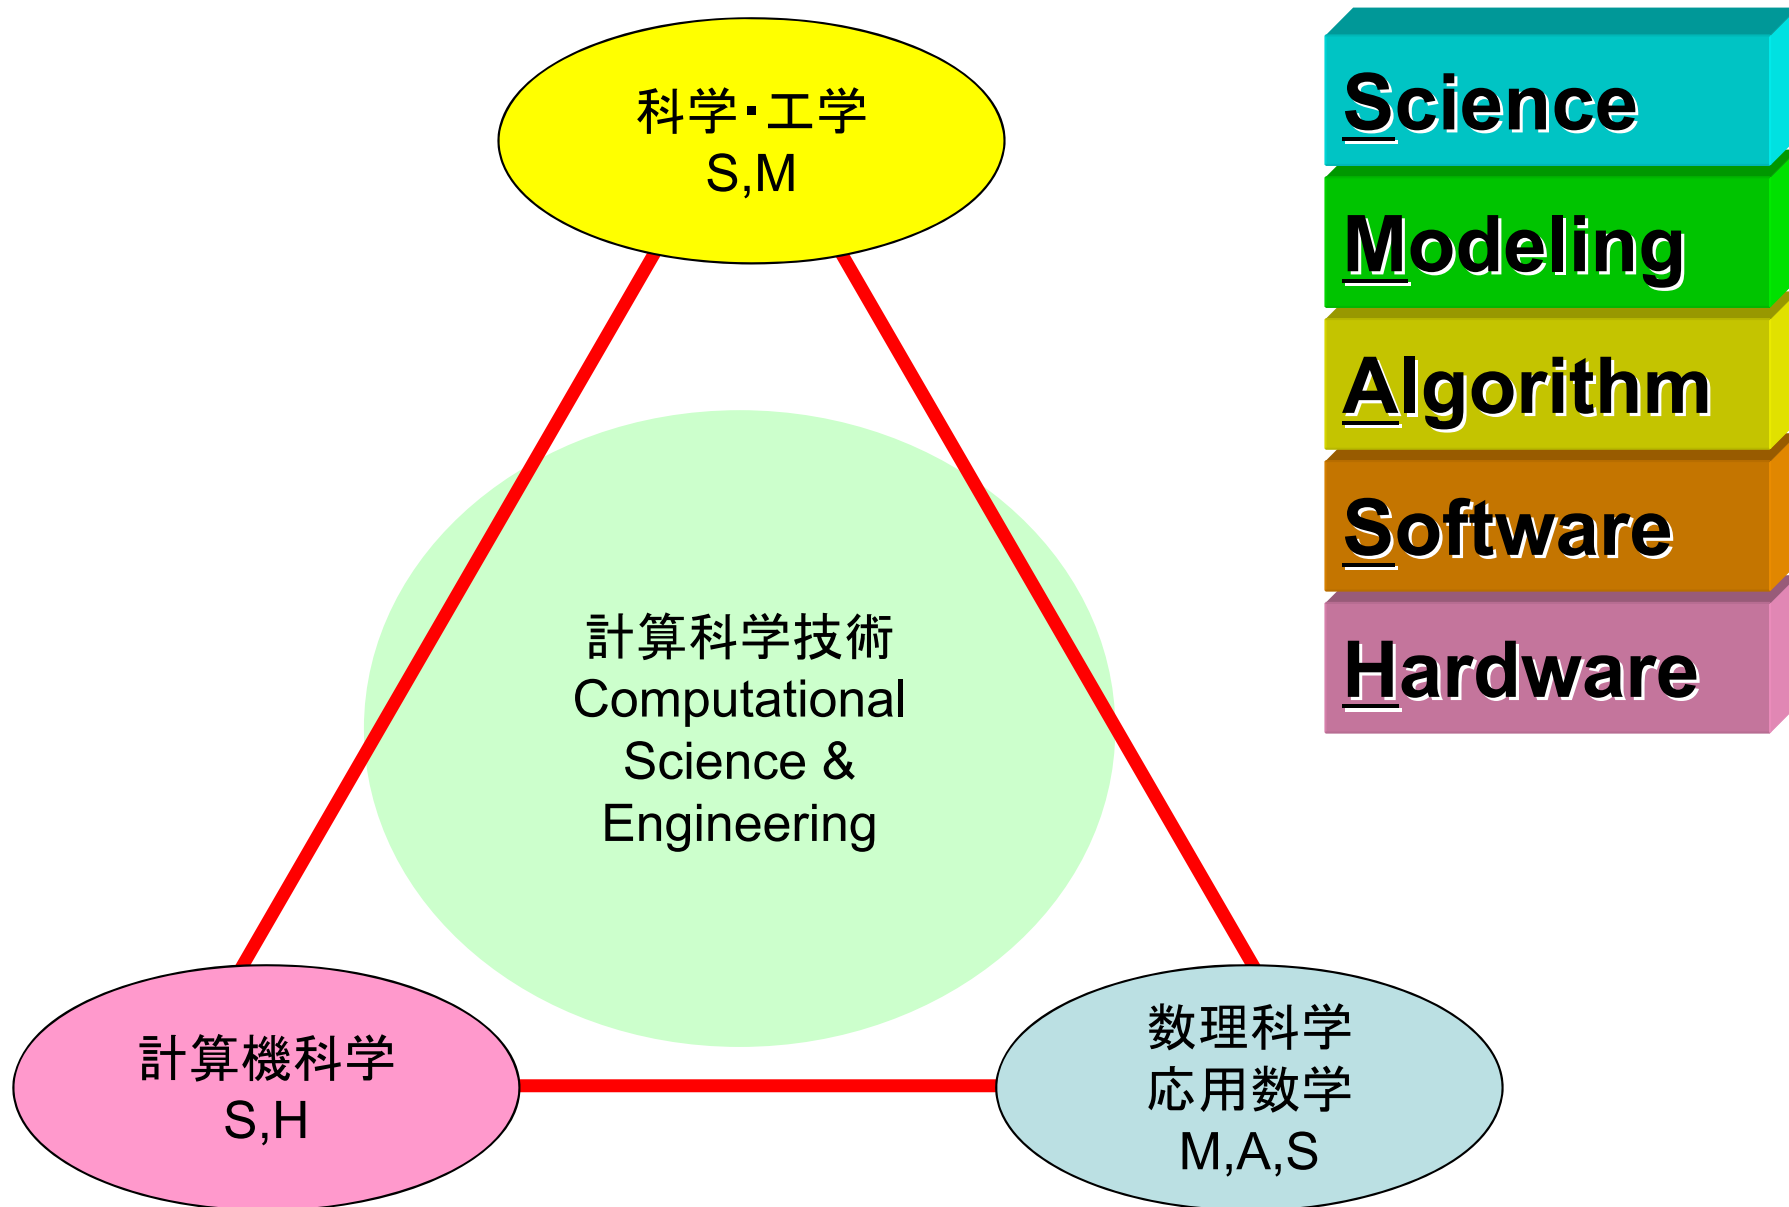 科学・工学
S,M
計算科学技術
Computational
Science &
Engineering
計算機科学
S,H
数理科学
応用数学
M,A,S
Science
Modeling
Algorithm
Software
Hardware